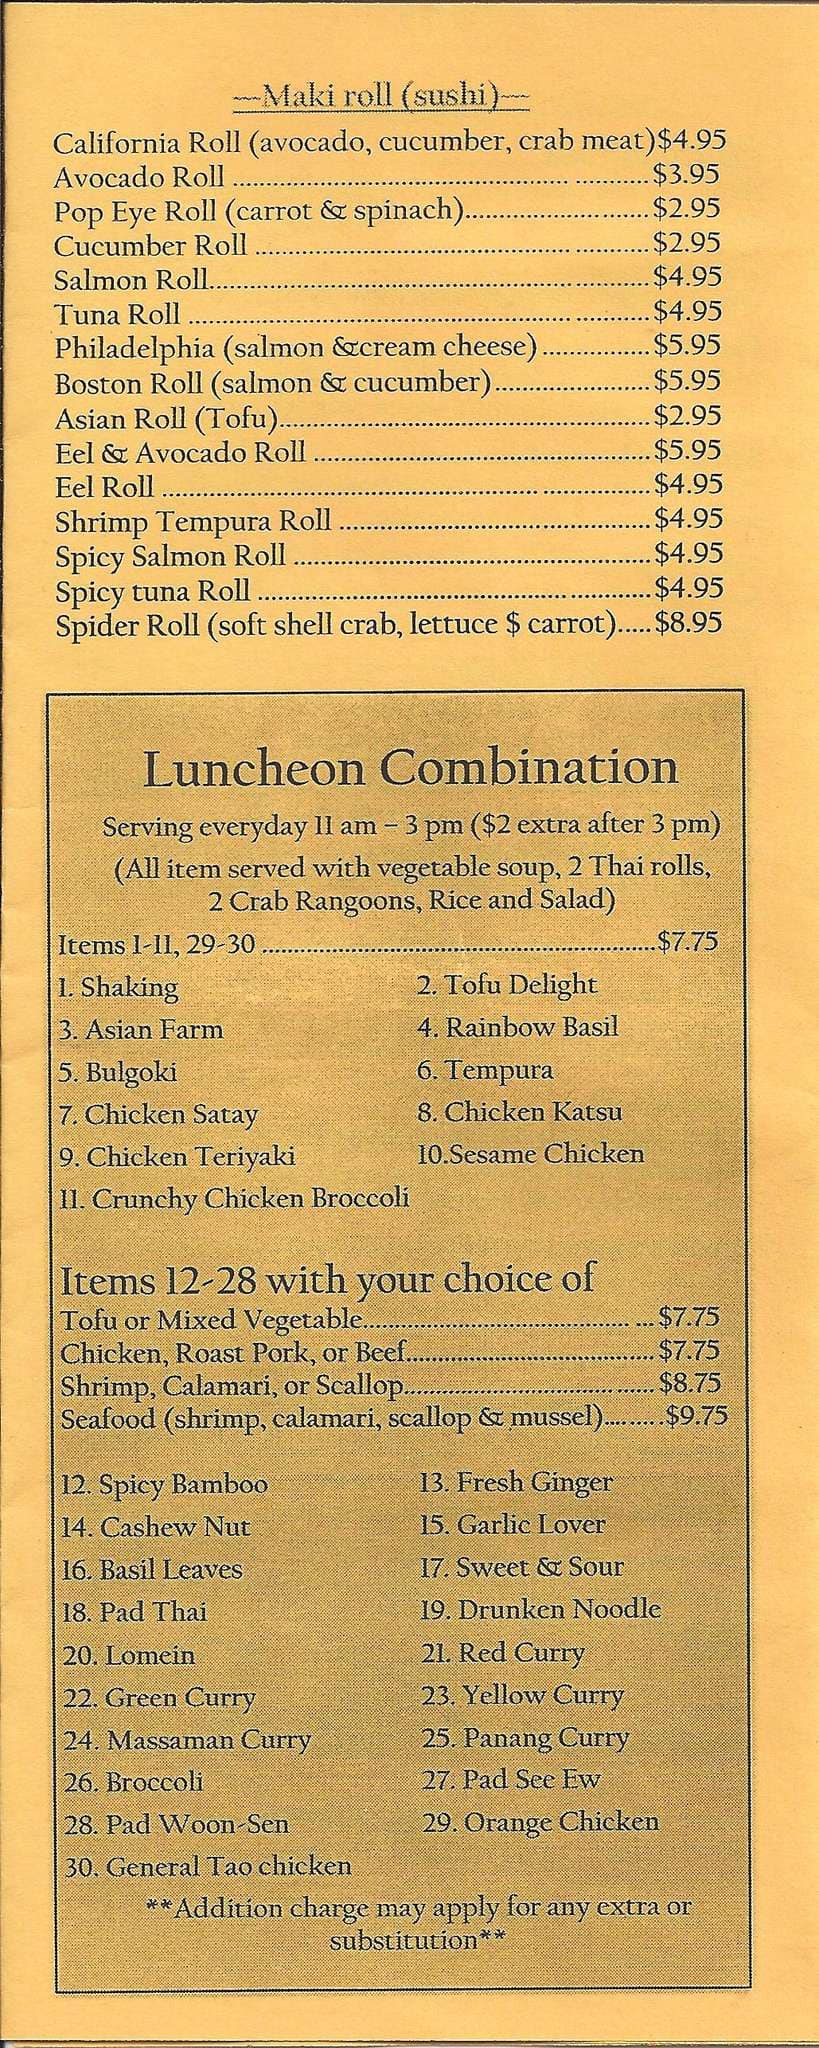 ~~Maki roll (sushi)~~
California Roll (avocado, cucumber, crab meat)$4.95
Avocado Roll ........................................................$3.95
Pop Eye Roll (carrot & spinach)........................$2.95
Cucumber Roll ....................................................$2.95
Salmon Roll..........................................................$4.95
Tuna Roll .............................................................$4.95
Philadelphia (salmon &cream cheese) ..............$5.95
Boston Roll (salmon & cucumber).....................$5.95
Asian Roll (Tofu).................................................$2.95
Eel & Avocado Roll .............................................$5.95
Eel Roll .................................................................$4.95
Shrimp Tempura Roll .........................................$4.95
Spicy Salmon Roll ...............................................$4.95
Spicy tuna Roll ....................................................$4.95
Spider Roll (soft shell crab, lettuce $ carrot).....$8.95
Luncheon Combination
Serving everyday 11 am – 3 pm ($2 extra after 3 pm)
(All item served with vegetable soup, 2 Thai rolls,
2 Crab Rangoons, Rice and Salad)
Items 1-11, 29-30 .....................................................$7.75
1. Shaking 2. Tofu Delight
3. Asian Farm 4. Rainbow Basil
5. Bulgoki 6. Tempura
7. Chicken Satay 8. Chicken Katsu
9. Chicken Teriyaki 10.Sesame Chicken
11. Crunchy Chicken Broccoli
Items 12-28 with your choice of
Tofu or Mixed Vegetable...................................... ...$7.75
Chicken, Roast Pork, or Beef..................................$7.75
Shrimp, Calamari, or Scallop..................................$8.75
Seafood (shrimp, calamari, scallop & mussel).........$9.75
12. Spicy Bamboo 13. Fresh Ginger
14. Cashew Nut 15. Garlic Lover
16. Basil Leaves 17. Sweet & Sour
18. Pad Thai 19. Drunken Noodle
20. Lomein 21. Red Curry
22. Green Curry 23. Yellow Curry
24. Massaman Curry 25. Panang Curry
26. Broccoli 27. Pad See Ew
28. Pad Woon-Sen 29. Orange Chicken
30. General Tao chicken
**Addition charge may apply for any extra or
substitution**